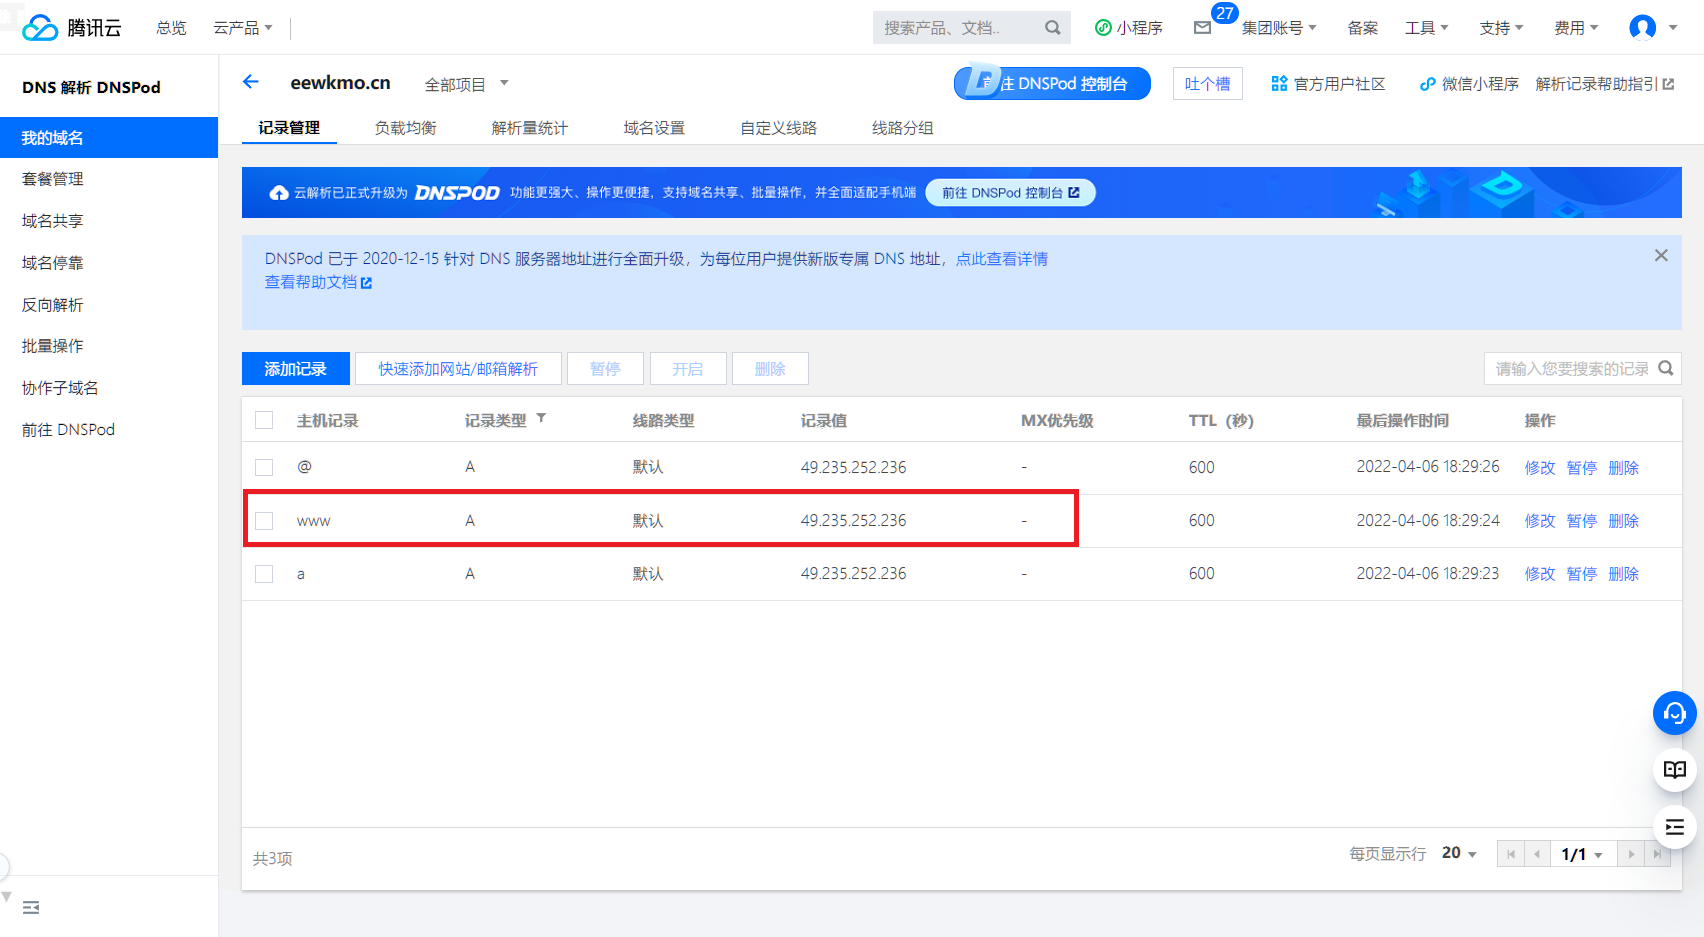 腾讯云
总览
云产品
搜索产品、文档..
小程序
27
集团账号
备案
工具
支持
费用
DNS 解析 DNSPod
我的域名
套餐管理
域名共享
域名停靠
反向解析
批量操作
协作子域名
前往 DNSPod
eewkmo.cn
全部项目
往 DNSPod 控制台
吐个槽
官方用户社区
微信小程序
解析记录帮助指引
记录管理
负载均衡
解析量统计
域名设置
自定义线路
线路分组
云解析已正式升级为 DNSPOD 功能更强大、操作更便捷，支持域名共享、批量操作，并全面适配手机端
前往 DNSPod 控制台
DNSPod 已于 2020-12-15 针对 DNS 服务器地址进行全面升级，为每位用户提供新版专属 DNS 地址，点此查看详情
查看帮助文档
添加记录
快速添加网站/邮箱解析
暂停
开启
删除
请输入您要搜索的记录
主机记录 记录类型 线路类型 记录值 MX优先级 TTL（秒） 最后操作时间 操作
@ A 默认 49.235.252.236 - 600 2022-04-06 18:29:26 修改 暂停 删除
www A 默认 49.235.252.236 - 600 2022-04-06 18:29:24 修改 暂停 删除
a A 默认 49.235.252.236 - 600 2022-04-06 18:29:23 修改 暂停 删除
共3项
每页显示行 20
1/1